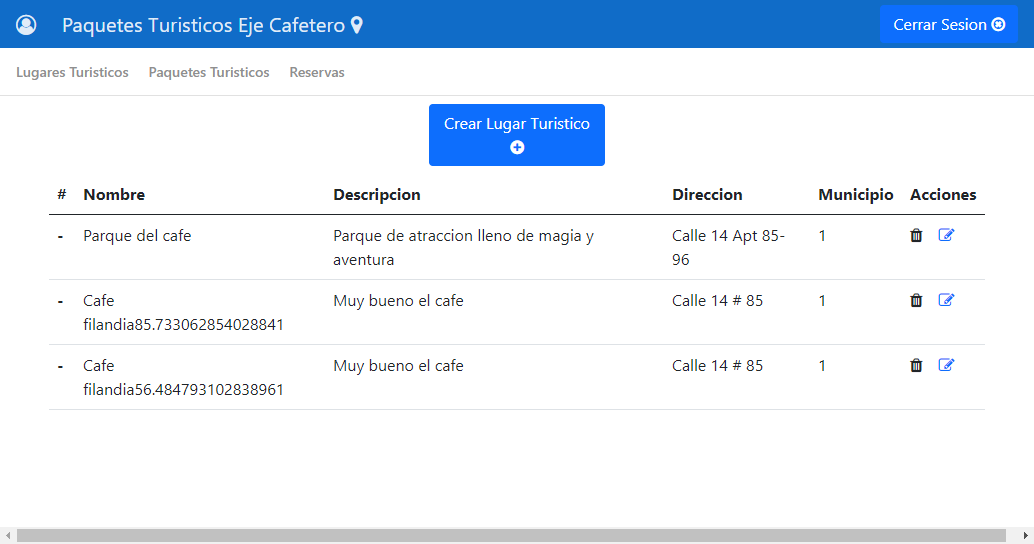 Paquetes Turisticos Eje Cafetero
Cerrar Sesion
Lugares Turisticos Paquetes Turisticos Reservas
Crear Lugar Turistico
# Nombre Descripcion Direccion Municipio Acciones
- Parque del cafe Parque de atraccion lleno de magia y Calle 14 Apt 85- 1
aventura 96
- Cafe Muy bueno el cafe Calle 14 # 85 1
filandia85.733062854028841
- Cafe Muy bueno el cafe Calle 14 # 85 1
filandia56.484793102838961